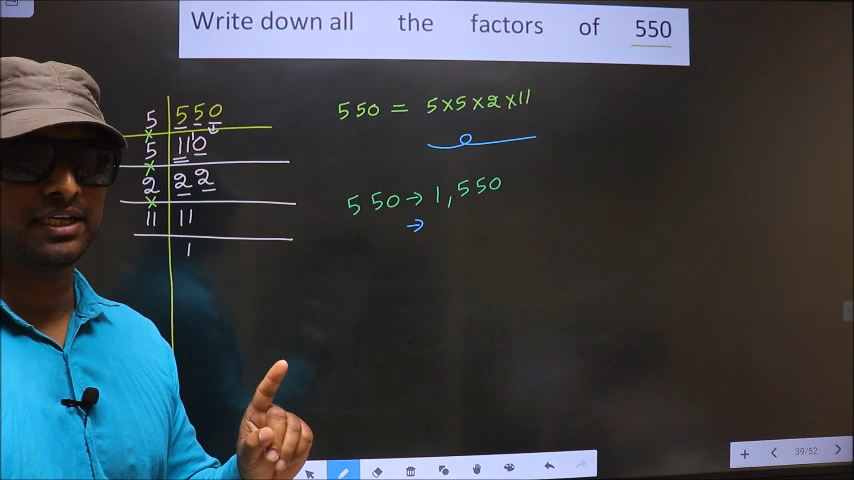 Write down all the factors of 550
5 550
5 110
2 22
11 11
1
550 = 5×5×2×11
550 → 1, 550
→
39/52